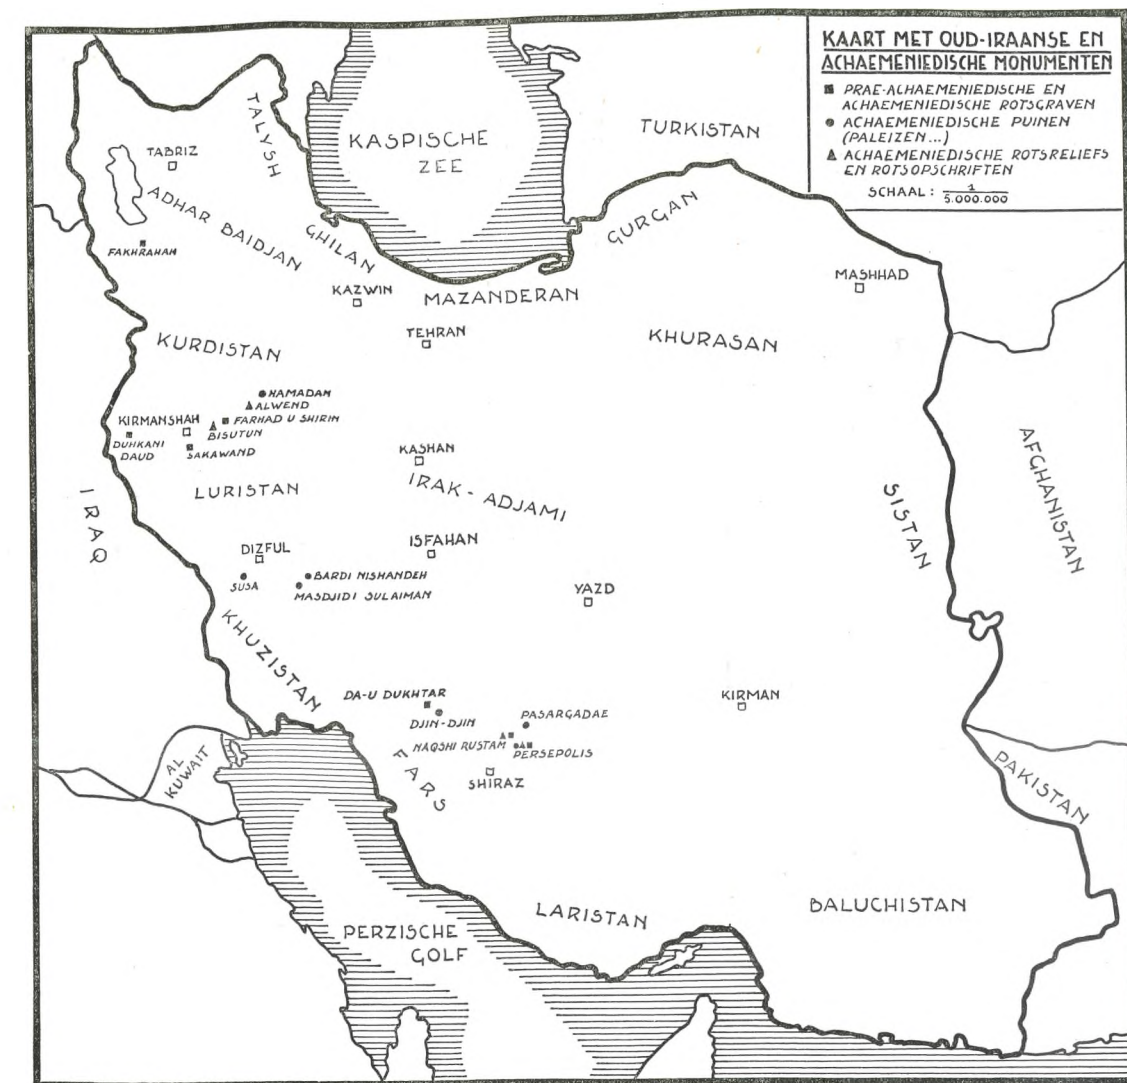 KAART MET OUD-IRAANSE EN
ACHAEMENIEDISCHE MONUMENTEN
PRAE-ACHAEMENIEDISCHE EN
ACHAEMENIEDISCHE ROTSGRAVEN
ACHAEMENIEDISCHE PUINEN
(PALEIZEN...)
ACHAEMENIEDISCHE ROTSRELIEFS
EN ROTSOPSCHRIFTEN
SCHAAL: 1/5.000.000
TURKISTAN
KASPISCHE
ZEE
TALYSH
TABRIZ
ADHAR BAIDJAN
GHILAN
GURGAN
FAKHRAHAH
KAZWIN
MAZANDERAN
MASHHAD
TEHRAN
KURDISTAN
KHURASAN
HAMADAN
ALWEND
KIRMANSHAH
FARHAD U SHIRIN
BISUTUN
DUHKANI
DAUD
SAKAWAND
KASHAN
IRAK-ADJAMI
LURISTAN
IRAQ
SISTAN
AFGHANISTAN
DIZFUL
ISFAHAN
SUSA
BARDI NISHANDEH
MASDJIDI SULAIMAN
YAZD
KHUZISTAN
DA-U DUKHTAR
DJIN-DJIN
PASARGADAE
KIRMAN
NAQSHI RUSTAM
PERSEPOLIS
AL
KUWAIT
FARS
SHIRAZ
PAKISTAN
LARISTAN
BALUCHISTAN
PERZISCHE
GOLF